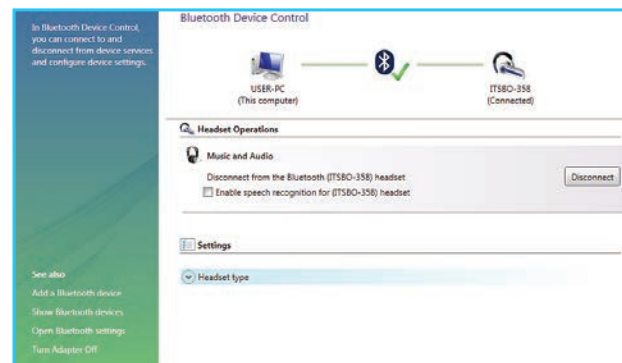 In Bluetooth Device Control,
you can connect to and
disconnect from device services
and configure device settings.
See also
Add a Bluetooth device
Show Bluetooth devices
Open Bluetooth settings
Turn Adapter Off
Bluetooth Device Control
USER-PC
(This computer)
ITSBO-358
(Connected)
Headset Operations
Music and Audio
Disconnect from the Bluetooth (ITSBO-358) headset
Disconnect
Enable speech recognition for (ITSBO-358) headset
Settings
Headset type